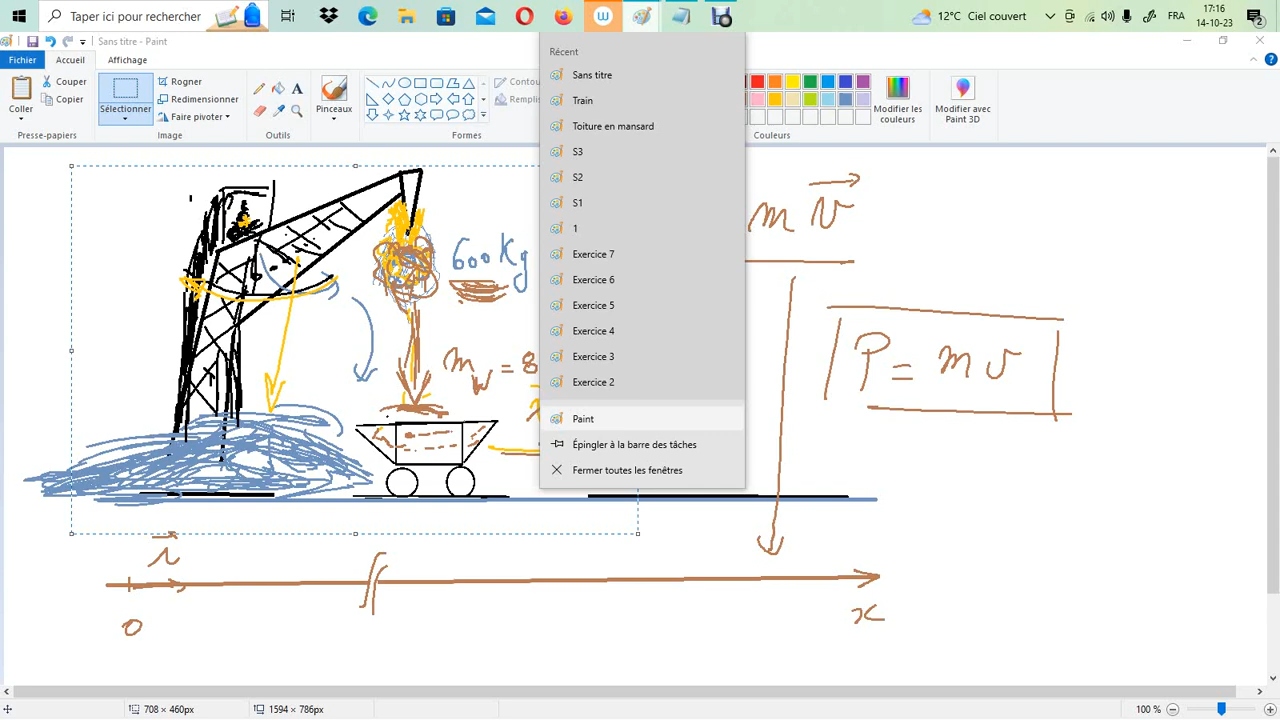 Taper ici pour rechercher
12°C Ciel couvert
FRA
17:16
14-10-23
2
Sans titre - Paint
Fichier
Accueil
Affichage
Coller
Couper
Copier
Presse-papiers
Sélectionner
Rogner
Redimensionner
Faire pivoter
Image
A
Outils
Pinceaux
Contou
Remplis
Formes
Modifier les
couleurs
Couleurs
Modifier avec
Paint 3D
Récent
Sans titre
Train
Toiture en mansard
S3
S2
S1
1
Exercice 7
Exercice 6
Exercice 5
Exercice 4
Exercice 3
Exercice 2
Paint
Épingler à la barre des tâches
Fermer toutes les fenêtres
600 Kg
m v
P = m v
m w = 8
i
o
x
708 × 460px
1594 × 786px
100 %